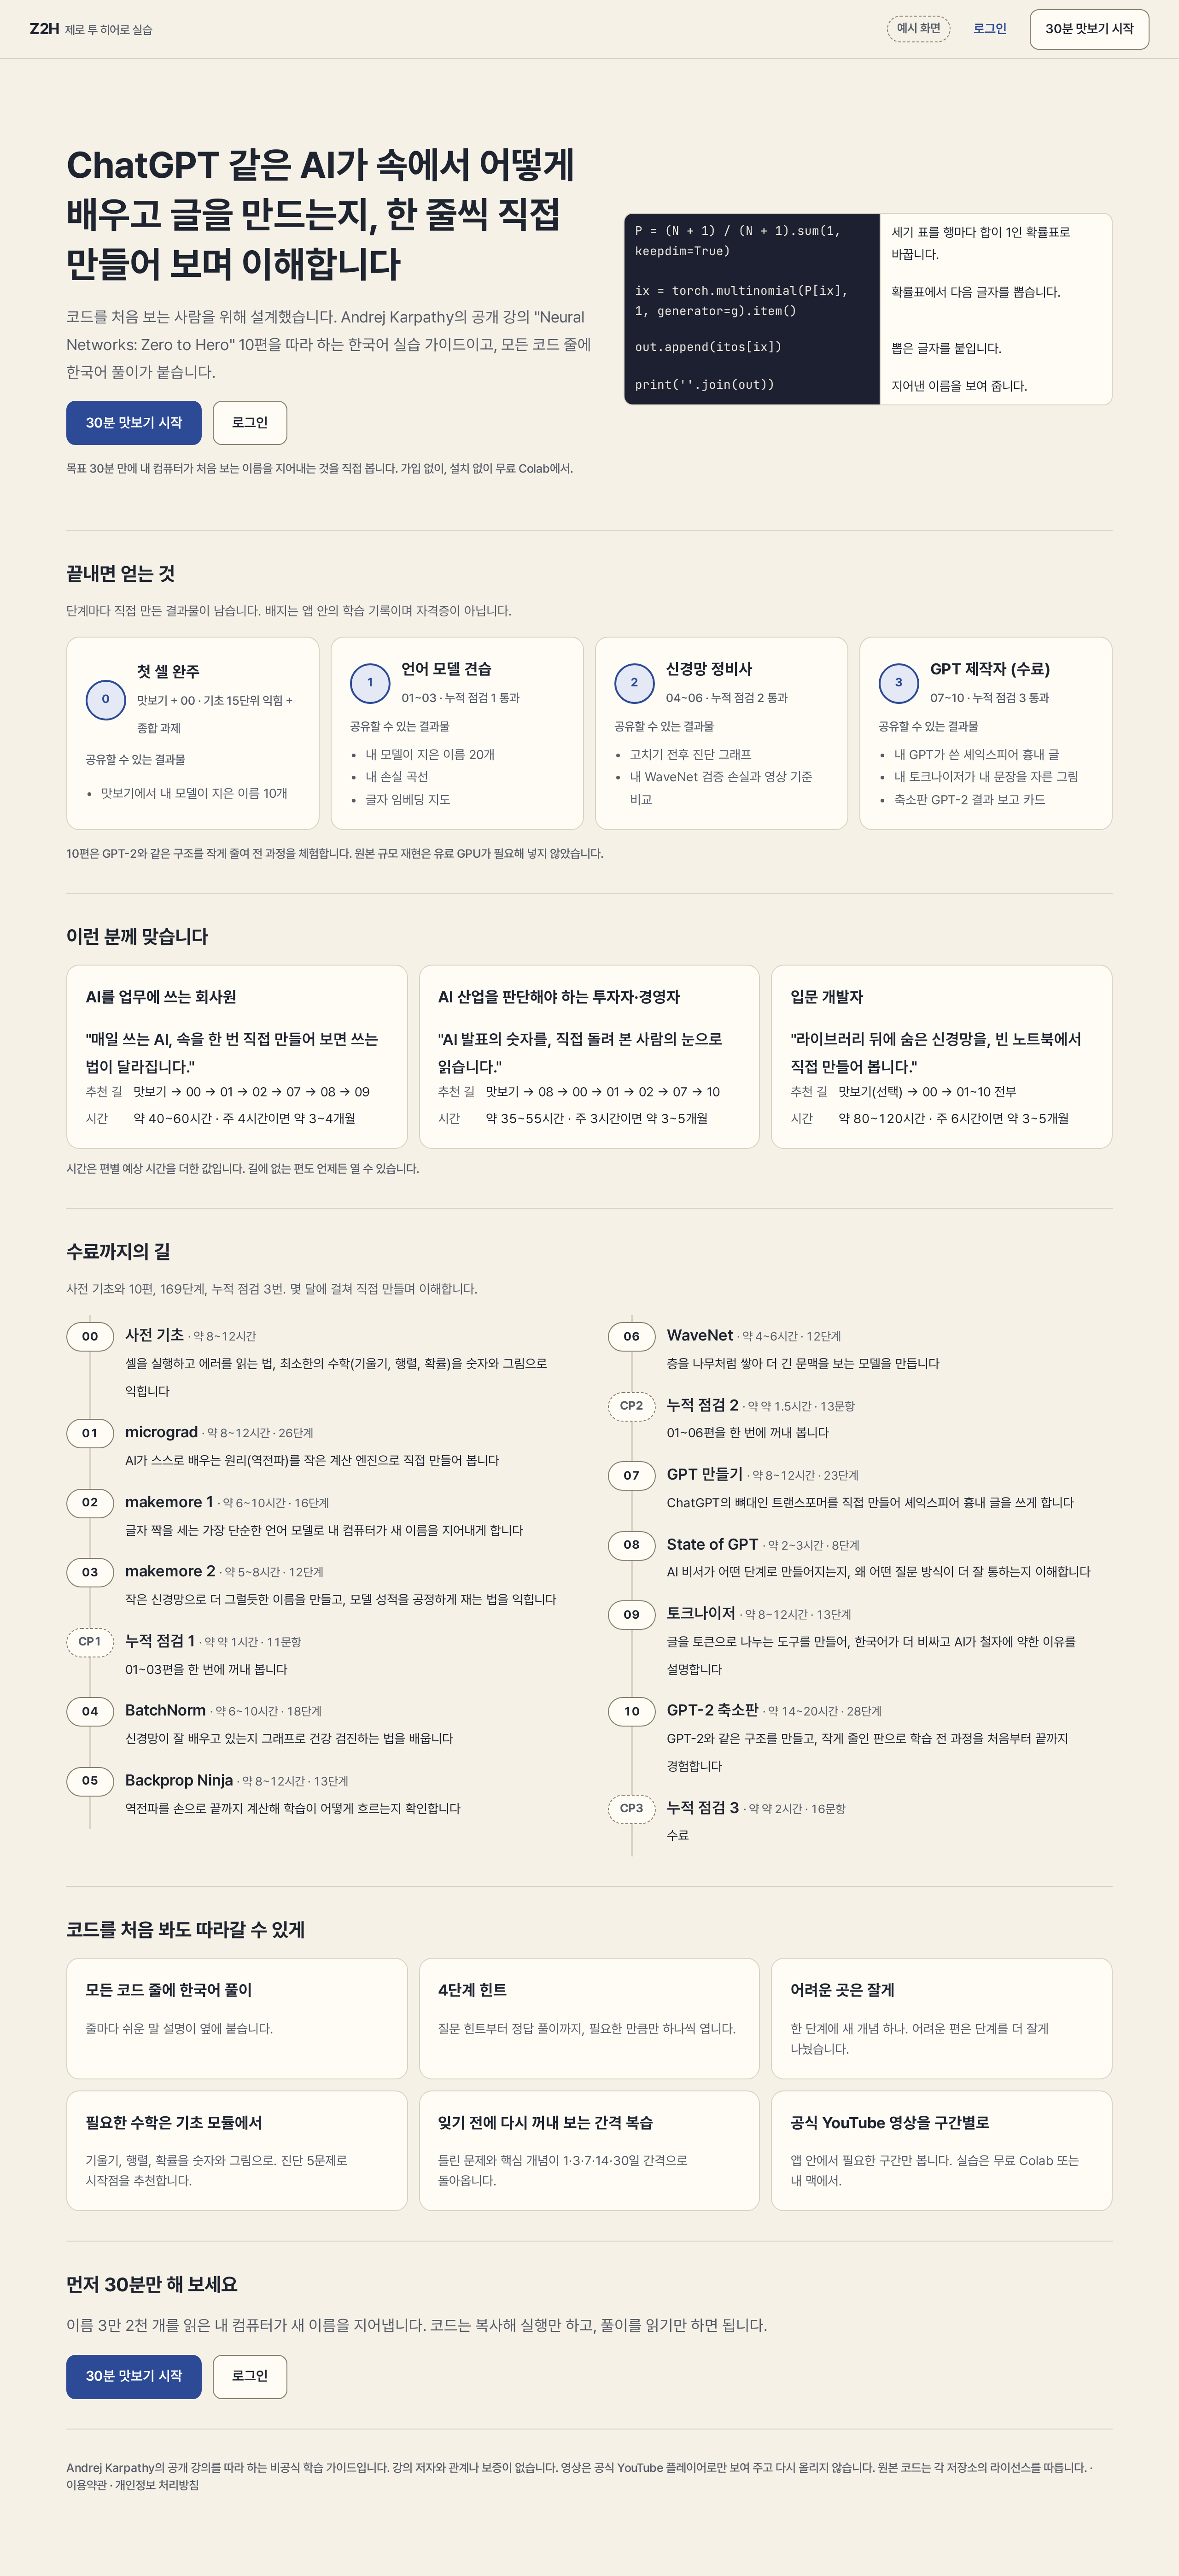 Z2H 제로 투 히어로 실습
예시 화면
로그인
30분 맛보기 시작
ChatGPT 같은 AI가 속에서 어떻게
배우고 글을 만드는지, 한 줄씩 직접
만들어 보며 이해합니다
코드를 처음 보는 사람을 위해 설계했습니다. Andrej Karpathy의 공개 강의 "Neural
Networks: Zero to Hero" 10편을 따라 하는 한국어 실습 가이드이고, 모든 코드 줄에
한국어 풀이가 붙습니다.
30분 맛보기 시작
로그인
목표 30분 만에 내 컴퓨터가 처음 보는 이름을 지어내는 것을 직접 봅니다. 가입 없이, 설치 없이 무료 Colab에서.
P = (N + 1) / (N + 1).sum(1,
keepdim=True)
세기 표를 행마다 합이 1인 확률표로
바꿉니다.
ix = torch.multinomial(P[ix],
1, generator=g).item()
확률표에서 다음 글자를 뽑습니다.
out.append(itos[ix])
뽑은 글자를 붙입니다.
print(''.join(out))
지어낸 이름을 보여 줍니다.
끝내면 얻는 것
단계마다 직접 만든 결과물이 남습니다. 배지는 앱 안의 학습 기록이며 자격증이 아닙니다.
0
첫 셀 완주
맛보기 + 00 · 기초 15단위 익힘 +
종합 과제
공유할 수 있는 결과물
• 맛보기에서 내 모델이 지은 이름 10개
1
언어 모델 견습
01~03 · 누적 점검 1 통과
공유할 수 있는 결과물
• 내 모델이 지은 이름 20개
• 내 손실 곡선
• 글자 임베딩 지도
2
신경망 정비사
04~06 · 누적 점검 2 통과
공유할 수 있는 결과물
• 고치기 전후 진단 그래프
• 내 WaveNet 검증 손실과 영상 기준
비교
3
GPT 제작자 (수료)
07~10 · 누적 점검 3 통과
공유할 수 있는 결과물
• 내 GPT가 쓴 셰익스피어 흉내 글
• 내 토크나이저가 내 문장을 자른 그림
• 축소판 GPT-2 결과 보고 카드
10편은 GPT-2와 같은 구조를 작게 줄여 전 과정을 체험합니다. 원본 규모 재현은 유료 GPU가 필요해 넣지 않았습니다.
이런 분께 맞습니다
AI를 업무에 쓰는 회사원
"매일 쓰는 AI, 속을 한 번 직접 만들어 보면 쓰는
법이 달라집니다."
추천 길 맛보기 → 00 → 01 → 02 → 07 → 08 → 09
시간 약 40~60시간 · 주 4시간이면 약 3~4개월
AI 산업을 판단해야 하는 투자자·경영자
"AI 발표의 숫자를, 직접 돌려 본 사람의 눈으로
읽습니다."
추천 길 맛보기 → 08 → 00 → 01 → 02 → 07 → 10
시간 약 35~55시간 · 주 3시간이면 약 3~5개월
입문 개발자
"라이브러리 뒤에 숨은 신경망을, 빈 노트북에서
직접 만들어 봅니다."
추천 길 맛보기(선택) → 00 → 01~10 전부
시간 약 80~120시간 · 주 6시간이면 약 3~5개월
시간은 편별 예상 시간을 더한 값입니다. 길에 없는 편도 언제든 열 수 있습니다.
수료까지의 길
사전 기초와 10편, 169단계, 누적 점검 3번. 몇 달에 걸쳐 직접 만들며 이해합니다.
00 사전 기초 · 약 8~12시간
셀을 실행하고 에러를 읽는 법, 최소한의 수학(기울기, 행렬, 확률)을 숫자와 그림으로
익힙니다
01 micrograd · 약 8~12시간 · 26단계
AI가 스스로 배우는 원리(역전파)를 작은 계산 엔진으로 직접 만들어 봅니다
02 makemore 1 · 약 6~10시간 · 16단계
글자 짝을 세는 가장 단순한 언어 모델로 내 컴퓨터가 새 이름을 지어내게 합니다
03 makemore 2 · 약 5~8시간 · 12단계
작은 신경망으로 더 그럴듯한 이름을 만들고, 모델 성적을 공정하게 재는 법을 익힙니다
CP1 누적 점검 1 · 약 약 1시간 · 11문항
01~03편을 한 번에 꺼내 봅니다
04 BatchNorm · 약 6~10시간 · 18단계
신경망이 잘 배우고 있는지 그래프로 건강 검진하는 법을 배웁니다
05 Backprop Ninja · 약 8~12시간 · 13단계
역전파를 손으로 끝까지 계산해 학습이 어떻게 흐르는지 확인합니다
06 WaveNet · 약 4~6시간 · 12단계
층을 나무처럼 쌓아 더 긴 문맥을 보는 모델을 만듭니다
CP2 누적 점검 2 · 약 약 1.5시간 · 13문항
01~06편을 한 번에 꺼내 봅니다
07 GPT 만들기 · 약 8~12시간 · 23단계
ChatGPT의 뼈대인 트랜스포머를 직접 만들어 셰익스피어 흉내 글을 쓰게 합니다
08 State of GPT · 약 2~3시간 · 8단계
AI 비서가 어떤 단계로 만들어지는지, 왜 어떤 질문 방식이 더 잘 통하는지 이해합니다
09 토크나이저 · 약 8~12시간 · 13단계
글을 토큰으로 나누는 도구를 만들어, 한국어가 더 비싸고 AI가 철자에 약한 이유를
설명합니다
10 GPT-2 축소판 · 약 14~20시간 · 28단계
GPT-2와 같은 구조를 만들고, 작게 줄인 판으로 학습 전 과정을 처음부터 끝까지
경험합니다
CP3 누적 점검 3 · 약 약 2시간 · 16문항
수료
코드를 처음 봐도 따라갈 수 있게
모든 코드 줄에 한국어 풀이
줄마다 쉬운 말 설명이 옆에 붙습니다.
4단계 힌트
질문 힌트부터 정답 풀이까지, 필요한 만큼만 하나씩 엽니다.
어려운 곳은 잘게
한 단계에 새 개념 하나. 어려운 편은 단계를 더 잘게
나눴습니다.
필요한 수학은 기초 모듈에서
기울기, 행렬, 확률을 숫자와 그림으로. 진단 5문제로
시작점을 추천합니다.
잊기 전에 다시 꺼내 보는 간격 복습
틀린 문제와 핵심 개념이 1·3·7·14·30일 간격으로
돌아옵니다.
공식 YouTube 영상을 구간별로
앱 안에서 필요한 구간만 봅니다. 실습은 무료 Colab 또는
내 맥에서.
먼저 30분만 해 보세요
이름 3만 2천 개를 읽은 내 컴퓨터가 새 이름을 지어냅니다. 코드는 복사해 실행만 하고, 풀이를 읽기만 하면 됩니다.
30분 맛보기 시작
로그인
Andrej Karpathy의 공개 강의를 따라 하는 비공식 학습 가이드입니다. 강의 저자와 관계나 보증이 없습니다. 영상은 공식 YouTube 플레이어로만 보여 주고 다시 올리지 않습니다. 원본 코드는 각 저장소의 라이선스를 따릅니다. ·
이용약관 · 개인정보 처리방침